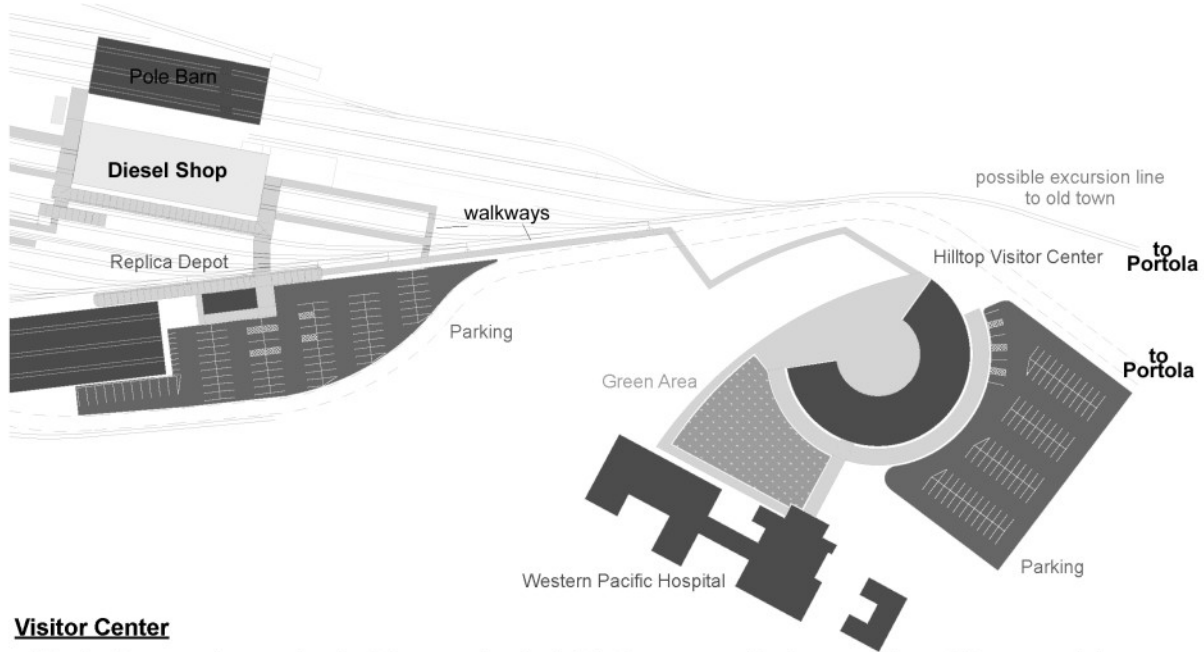 Pole Barn
Diesel Shop
possible excursion line
to old town
walkways
Replica Depot
Hilltop Visitor Center
to
Portola
Parking
to
Portola
Green Area
Western Pacific Hospital
Parking
Visitor Center